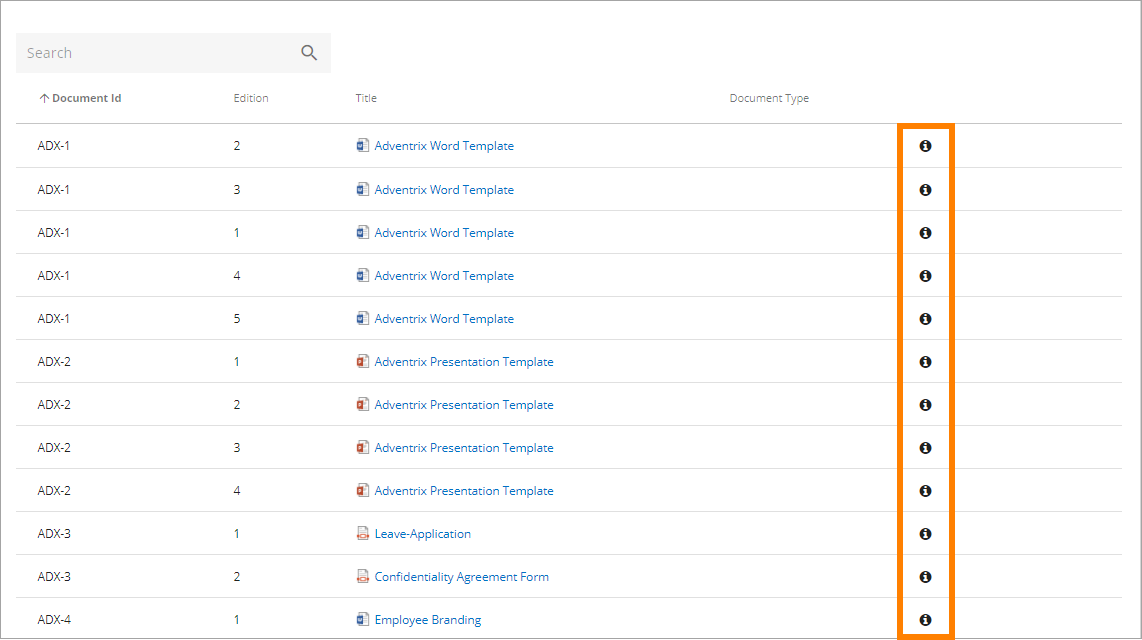 Search
Document Id Edition Title Document Type
ADX-1 2 Adventrix Word Template
ADX-1 3 Adventrix Word Template
ADX-1 1 Adventrix Word Template
ADX-1 4 Adventrix Word Template
ADX-1 5 Adventrix Word Template
ADX-2 1 Adventrix Presentation Template
ADX-2 2 Adventrix Presentation Template
ADX-2 3 Adventrix Presentation Template
ADX-2 4 Adventrix Presentation Template
ADX-3 1 Leave-Application
ADX-3 2 Confidentiality Agreement Form
ADX-4 1 Employee Branding